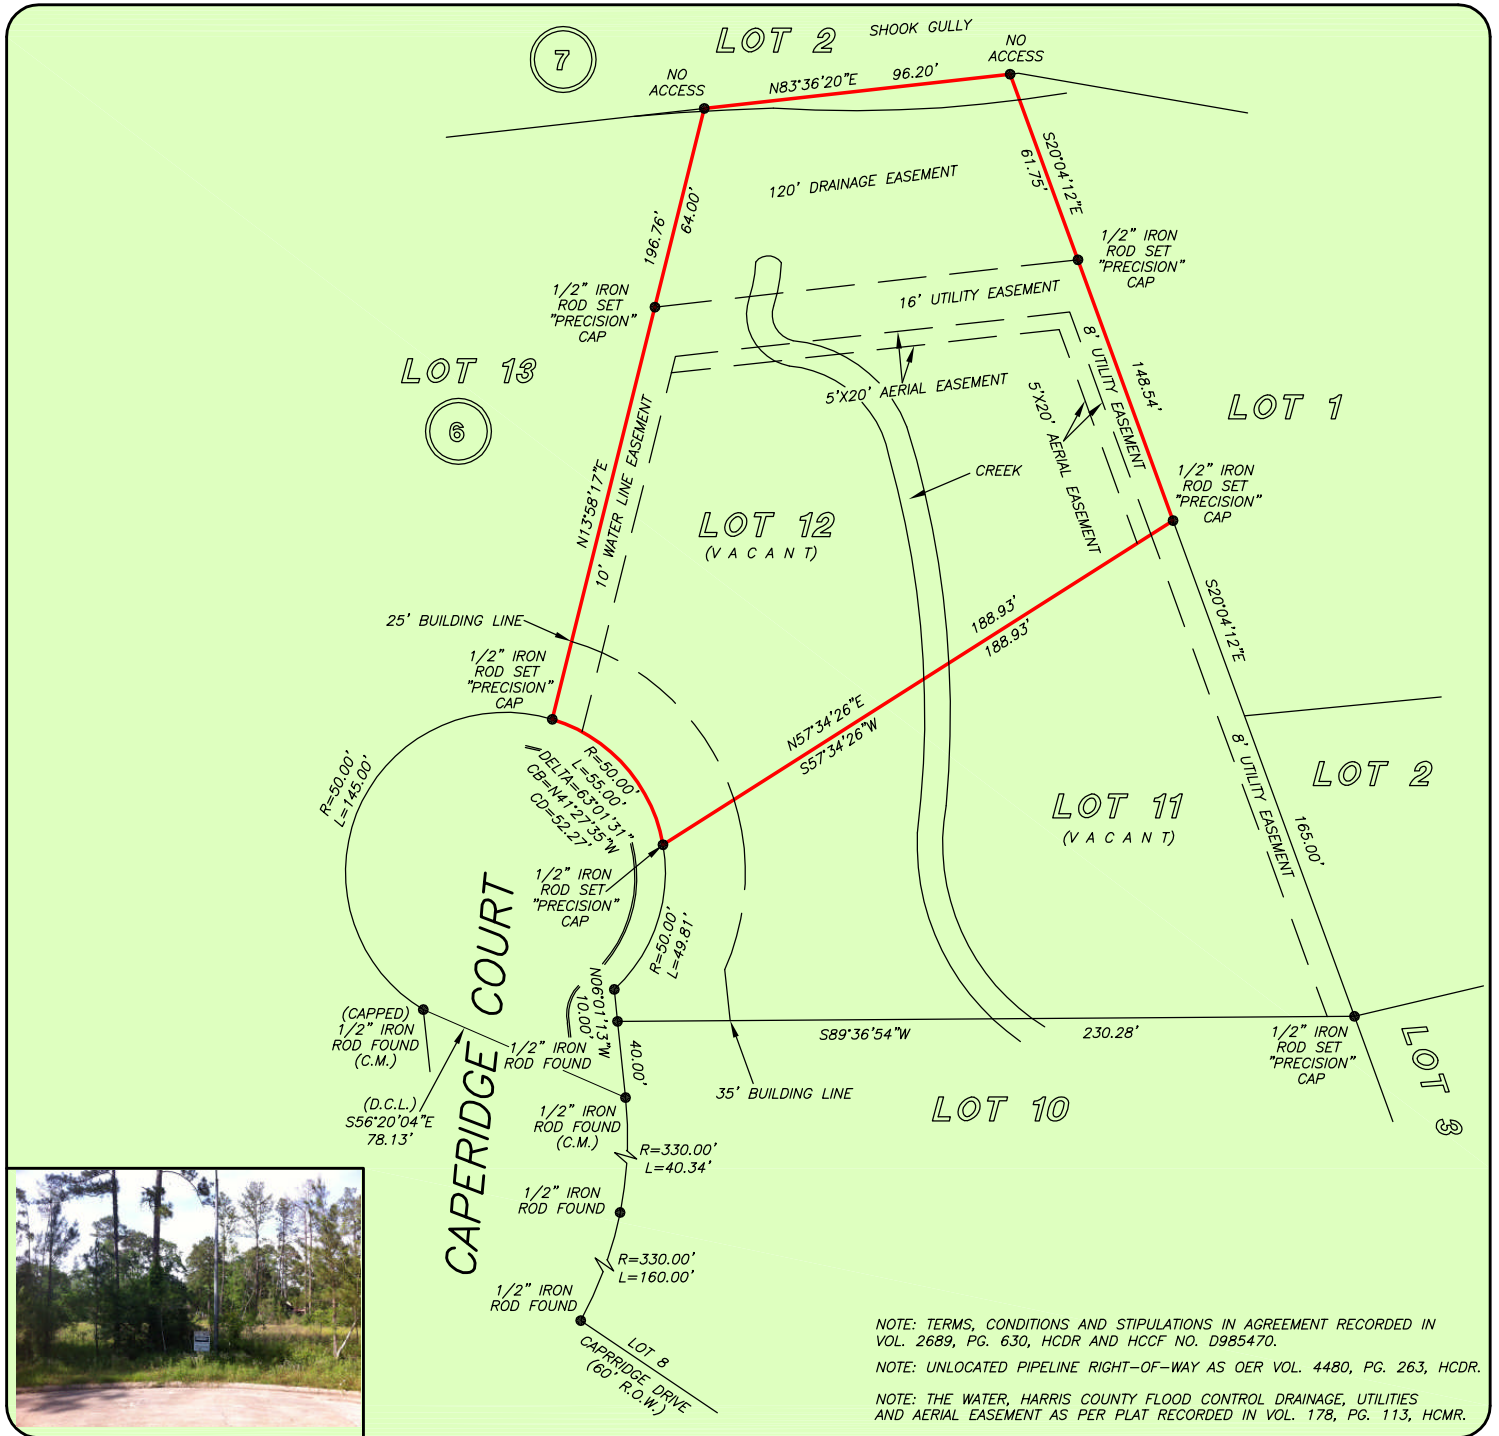 LOT 2
SHOOK GULLY
7
NO
ACCESS
NO
ACCESS
N83°36'20"E
96.20'
S20°04'12"E
61.75'
120' DRAINAGE EASEMENT
196.76'
64.00'
1/2" IRON
ROD SET
"PRECISION"
CAP
1/2" IRON
ROD SET
"PRECISION"
CAP
16' UTILITY EASEMENT
LOT 13
6
8' UTILITY EASEMENT
148.54'
5'X20' AERIAL EASEMENT
5'X20' AERIAL EASEMENT
LOT 1
10' WATER LINE EASEMENT
N13°58'17"E
CREEK
1/2" IRON
ROD SET
"PRECISION"
CAP
LOT 12
(VACANT)
25' BUILDING LINE
1/2" IRON
ROD SET
"PRECISION"
CAP
188.93'
188.93'
N57°34'26"E
S57°34'26"W
S20°04'12"E
8' UTILITY EASEMENT
165.00'
LOT 2
R=50.00'
L=145.00'
R=50.00'
L=55.00'
DELTA=63°01'31"
CB=N41°27'35"W
CD=52.27'
LOT 11
(VACANT)
1/2" IRON
ROD SET
"PRECISION"
CAP
R=50.00'
L=49.81'
CAPERIDGE COURT
N06°01'13"W
10.00'
(CAPPED)
1/2" IRON
ROD FOUND
(C.M.)
1/2" IRON
ROD FOUND
40.00'
S89°36'54"W
230.28'
1/2" IRON
ROD SET
"PRECISION"
CAP
LOT 3
35' BUILDING LINE
LOT 10
(D.C.L.)
S56°20'04"E
78.13'
1/2" IRON
ROD FOUND
(C.M.)
R=330.00'
L=40.34'
1/2" IRON
ROD FOUND
R=330.00'
L=160.00'
1/2" IRON
ROD FOUND
LOT 8
CAPRRIDGE DRIVE
(60' R.O.W.)
NOTE: TERMS, CONDITIONS AND STIPULATIONS IN AGREEMENT RECORDED IN
VOL. 2689, PG. 630, HCDR AND HCCF NO. D985470.
NOTE: UNLOCATED PIPELINE RIGHT-OF-WAY AS OER VOL. 4480, PG. 263, HCDR.
NOTE: THE WATER, HARRIS COUNTY FLOOD CONTROL DRAINAGE, UTILITIES
AND AERIAL EASEMENT AS PER PLAT RECORDED IN VOL. 178, PG. 113, HCMR.